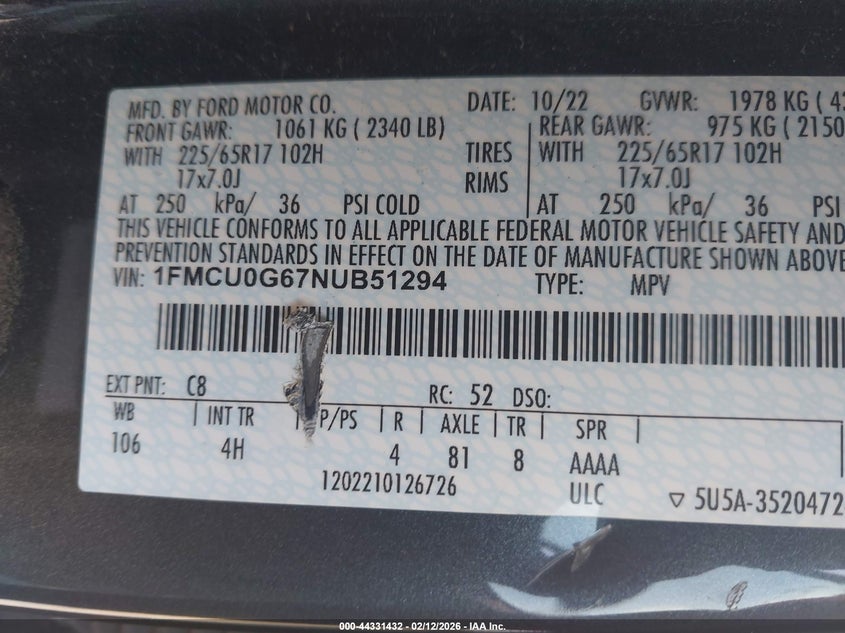 MFD. BY FORD MOTOR CO. DATE: 10/22 GVWR: 1978 KG ( 4
FRONT GAWR: 1061 KG ( 2340 LB) REAR GAWR: 975 KG ( 2150
WITH 225/65R17 102H TIRES WITH 225/65R17 102H
17x7.0J RIMS 17x7.0J
AT 250 kPa/ 36 PSI COLD AT 250 kPa/ 36 PSI
THIS VEHICLE CONFORMS TO ALL APPLICABLE FEDERAL MOTOR VEHICLE SAFETY AND
PREVENTION STANDARDS IN EFFECT ON THE DATE OF MANUFACTURE SHOWN ABOVE
VIN: 1FMCU0G67NUB51294 TYPE: MPV
EXT PNT: C8 RC: 52 DSO:
WB INT TR P/PS R AXLE TR SPR
106 4H 4 81 8 AAAA
1202210126726 ULC 5U5A-3520472
000-44331432 - 02/12/2026 - IAA Inc.